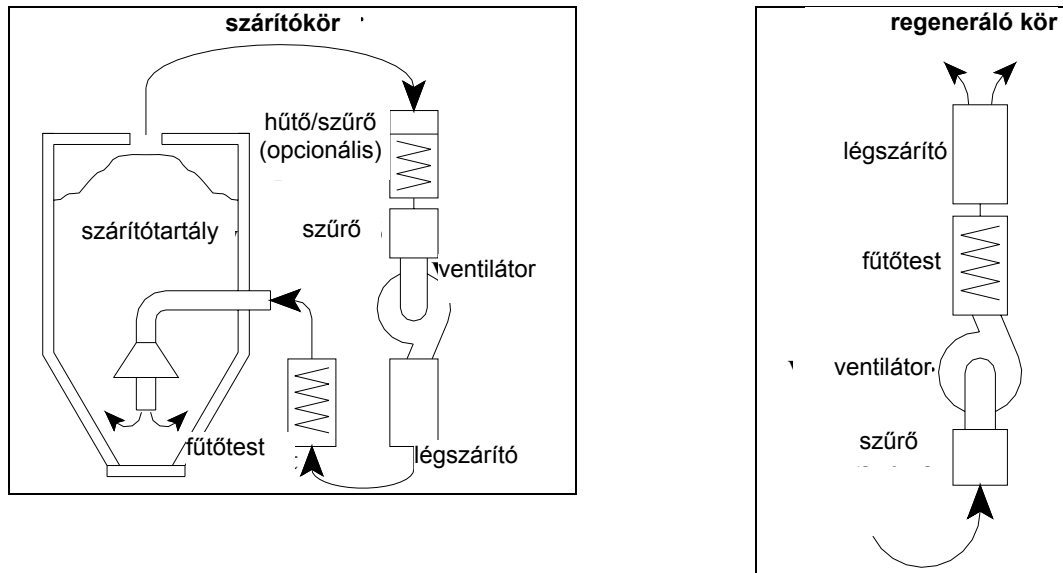 szárítókör
hűtő/szűrő
(opcionális)
szárítótartály
szűrő
ventilátor
fűtőtest
légszárító
regeneráló kör
légszárító
fűtőtest
ventilátor
szűrő